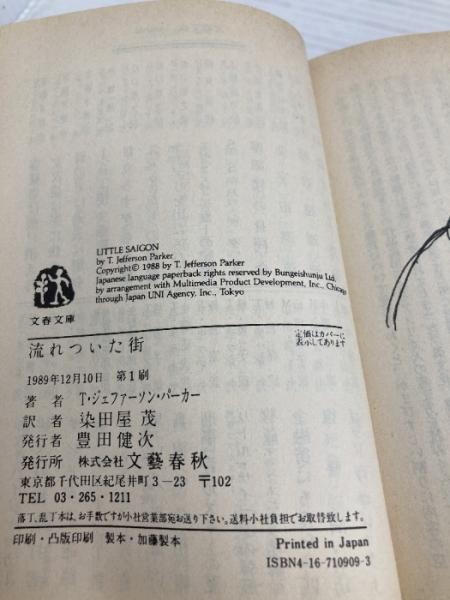 LITTLE SAIGON
by T. Jefferson Parker
Copyright © 1988 by T. Jefferson Parker
Japanese language paperback rights reserved by Bungeishunju Ltd.
by arrangement with Multimedia Product Development, Inc., Chicago
through Japan UNI Agency, Inc., Tokyo
文春文庫
定価はカバーに
表示してあります
流れついた街
1989年12月10日 第1刷
著者 T・ジェファーソン・パーカー
訳者 染田屋茂
発行者 豊田健次
発行所 株式会社 文藝春秋
東京都千代田区紀尾井町3-23 〒102
TEL 03・265・1211
落丁、乱丁本は、お手数ですが小社営業部宛お送り下さい。送料小社負担でお取替致します。
印刷・凸版印刷 製本・加藤製本
Printed in Japan
ISBN4-16-710909-3